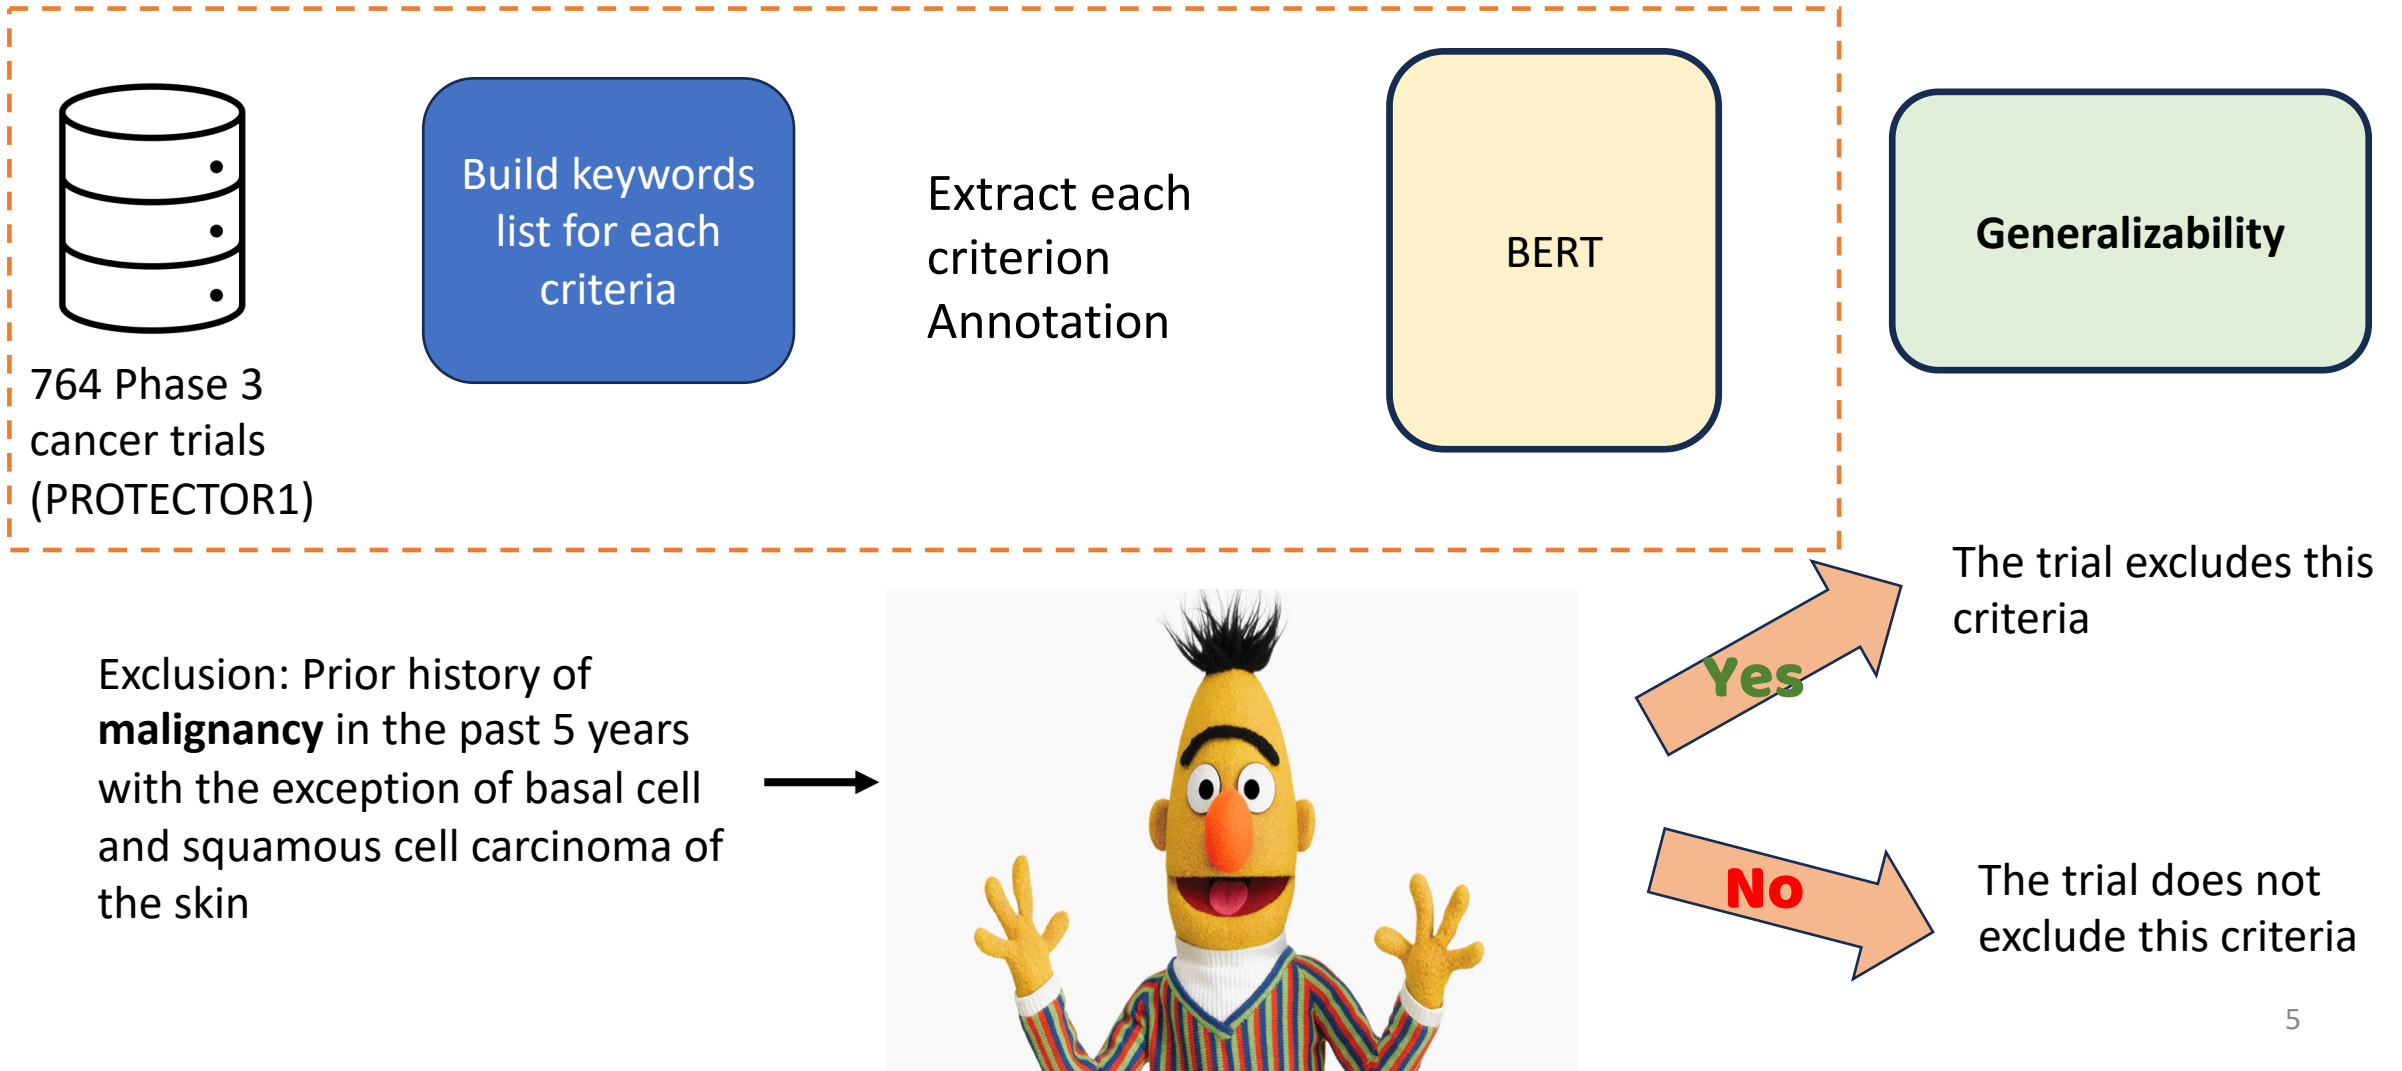 764 Phase 3
cancer trials
(PROTECTOR1)
Build keywords
list for each
criteria
Extract each
criterion
Annotation
BERT
Generalizability
Exclusion: Prior history of
malignancy in the past 5 years
with the exception of basal cell
and squamous cell carcinoma of
the skin
Yes
The trial excludes this
criteria
No
The trial does not
exclude this criteria
5